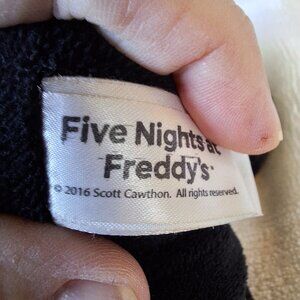 Five Nights at
Freddy's
© 2016 Scott Cawthon. All rights reserved.